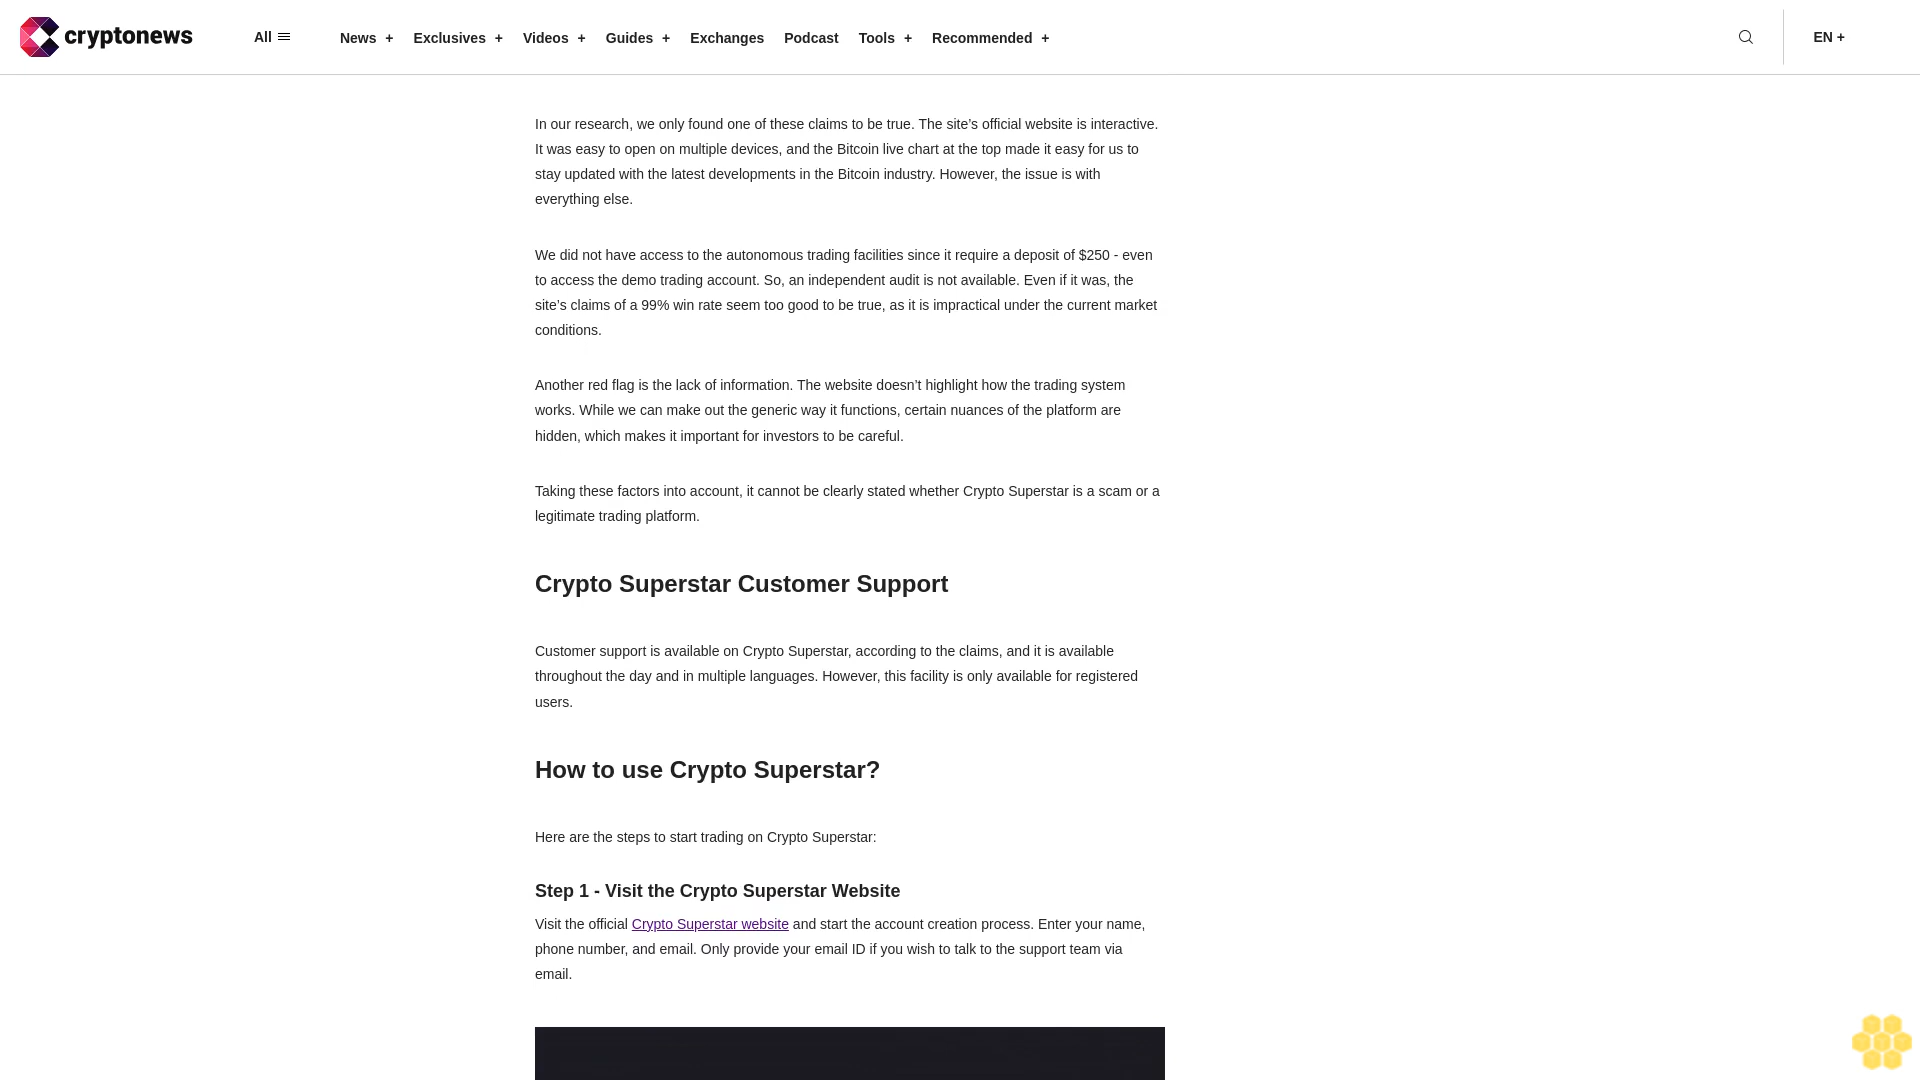 cryptonews
All
News +
Exclusives +
Videos +
Guides +
Exchanges
Podcast
Tools +
Recommended +
EN +
In our research, we only found one of these claims to be true. The site’s official website is interactive.
It was easy to open on multiple devices, and the Bitcoin live chart at the top made it easy for us to
stay updated with the latest developments in the Bitcoin industry. However, the issue is with
everything else.
We did not have access to the autonomous trading facilities since it require a deposit of $250 - even
to access the demo trading account. So, an independent audit is not available. Even if it was, the
site’s claims of a 99% win rate seem too good to be true, as it is impractical under the current market
conditions.
Another red flag is the lack of information. The website doesn’t highlight how the trading system
works. While we can make out the generic way it functions, certain nuances of the platform are
hidden, which makes it important for investors to be careful.
Taking these factors into account, it cannot be clearly stated whether Crypto Superstar is a scam or a
legitimate trading platform.
Crypto Superstar Customer Support
Customer support is available on Crypto Superstar, according to the claims, and it is available
throughout the day and in multiple languages. However, this facility is only available for registered
users.
How to use Crypto Superstar?
Here are the steps to start trading on Crypto Superstar:
Step 1 - Visit the Crypto Superstar Website
Visit the official Crypto Superstar website and start the account creation process. Enter your name,
phone number, and email. Only provide your email ID if you wish to talk to the support team via
email.